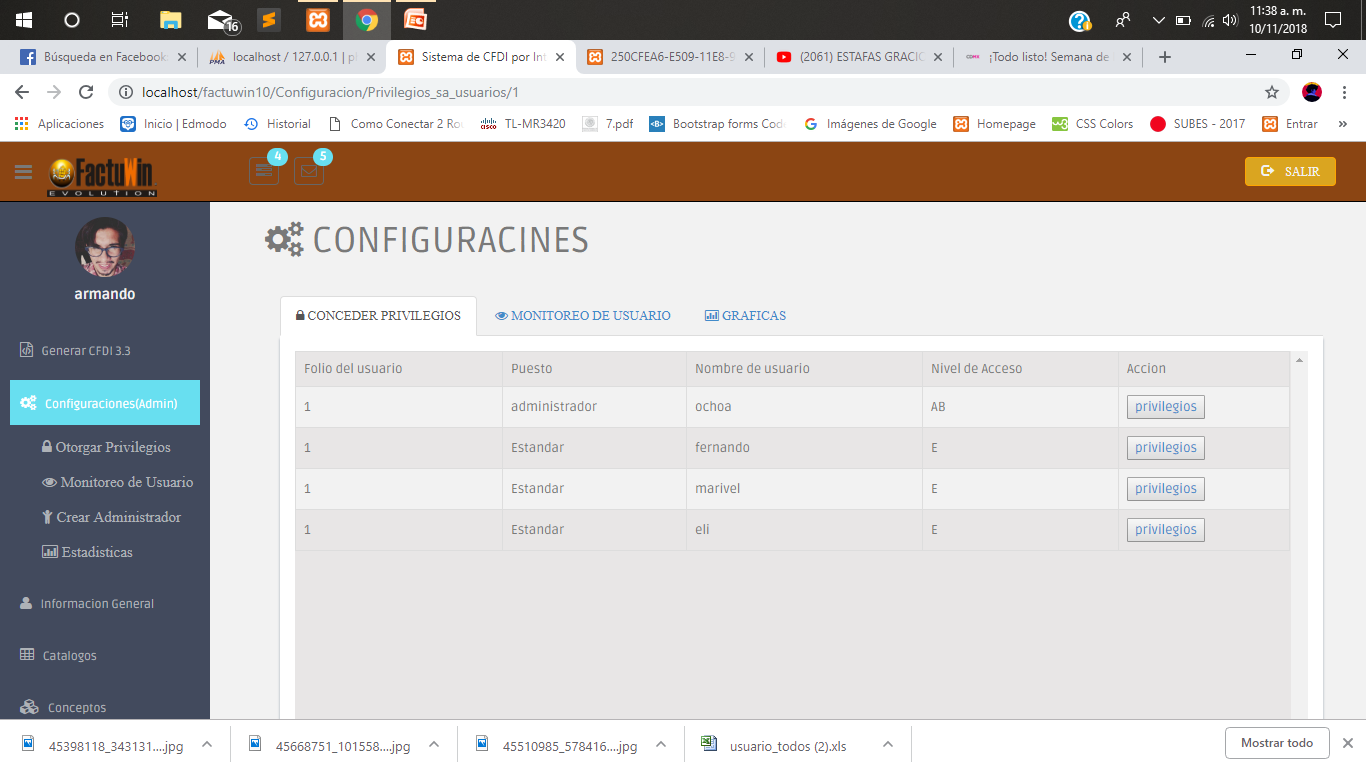 16
11:38 a. m.
10/11/2018
Búsqueda en Facebook
localhost / 127.0.0.1 | p
Sistema de CFDI por Int
250CFEA6-E509-11E8-9
(2061) ESTAFAS GRACIO
¡Todo listo! Semana de
localhost/factuwin10/Configuracion/Privilegios_sa_usuarios/1
Aplicaciones
Inicio | Edmodo
Historial
Como Conectar 2 Rou
TL-MR3420
7.pdf
Bootstrap forms Code
Imágenes de Google
Homepage
CSS Colors
SUBES - 2017
Entrar
FactuWin
EVOLUTION
4
5
SALIR
armando
Generar CFDI 3.3
Configuraciones(Admin)
Otorgar Privilegios
Monitoreo de Usuario
Crear Administrador
Estadisticas
Informacion General
Catalogos
Conceptos
CONFIGURACINES
CONCEDER PRIVILEGIOS
MONITOREO DE USUARIO
GRAFICAS
Folio del usuario Puesto Nombre de usuario Nivel de Acceso Accion
1 administrador ochoa AB privilegios
1 Estandar fernando E privilegios
1 Estandar marivel E privilegios
1 Estandar eli E privilegios
45398118_343131....jpg
45668751_101558....jpg
45510985_578416....jpg
usuario_todos (2).xls
Mostrar todo